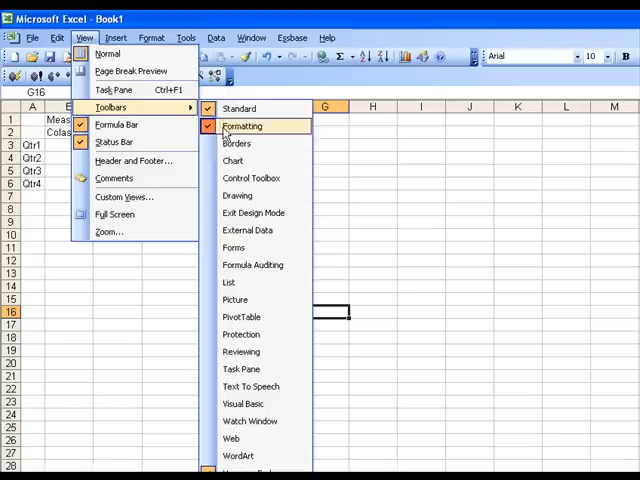 Microsoft Excel - Book1
File Edit View Insert Format Tools Data Window Essbase Help
Arial 10 B
G16
Normal
Page Break Preview
Task Pane Ctrl+F1
Toolbars
Formula Bar
Status Bar
Header and Footer...
Comments
Custom Views...
Full Screen
Zoom...
Standard
Formatting
Borders
Chart
Control Toolbox
Drawing
Exit Design Mode
External Data
Forms
Formula Auditing
List
Picture
PivotTable
Protection
Reviewing
Task Pane
Text To Speech
Visual Basic
Watch Window
Web
WordArt
A G H I J K L M
1 Meas
2 Colas
3 Qtr1
4 Qtr2
5 Qtr3
6 Qtr4
7
8
9
10
11
12
13
14
15
16
17
18
19
20
21
22
23
24
25
26
27
28